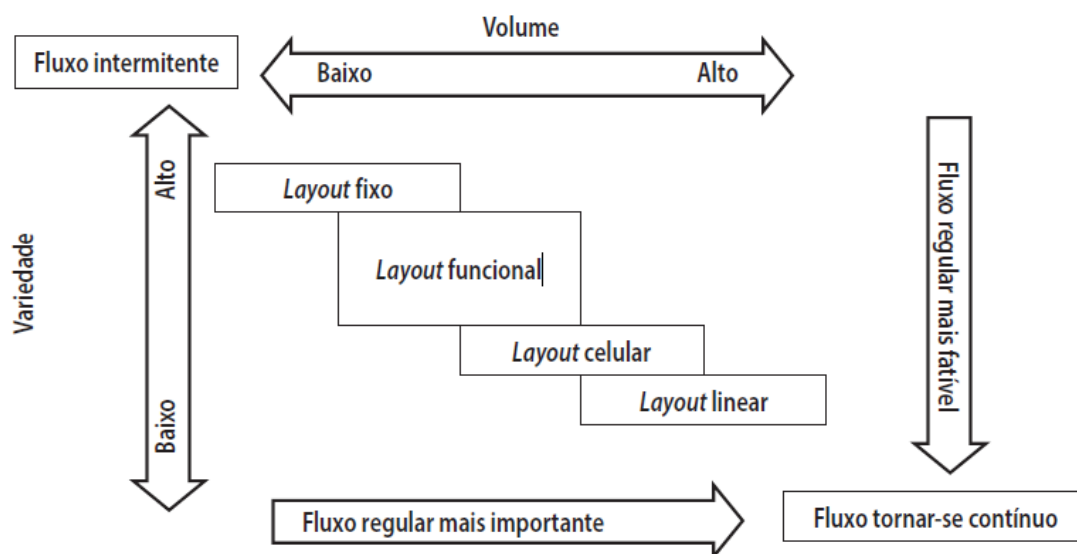 Volume
Fluxo intermitente
Baixo
Alto
Alto
Layout fixo
Fluxo regular mais fatível
Variedade
Layout funcional
Layout celular
Layout linear
Baixo
Fluxo regular mais importante
Fluxo tornar-se contínuo